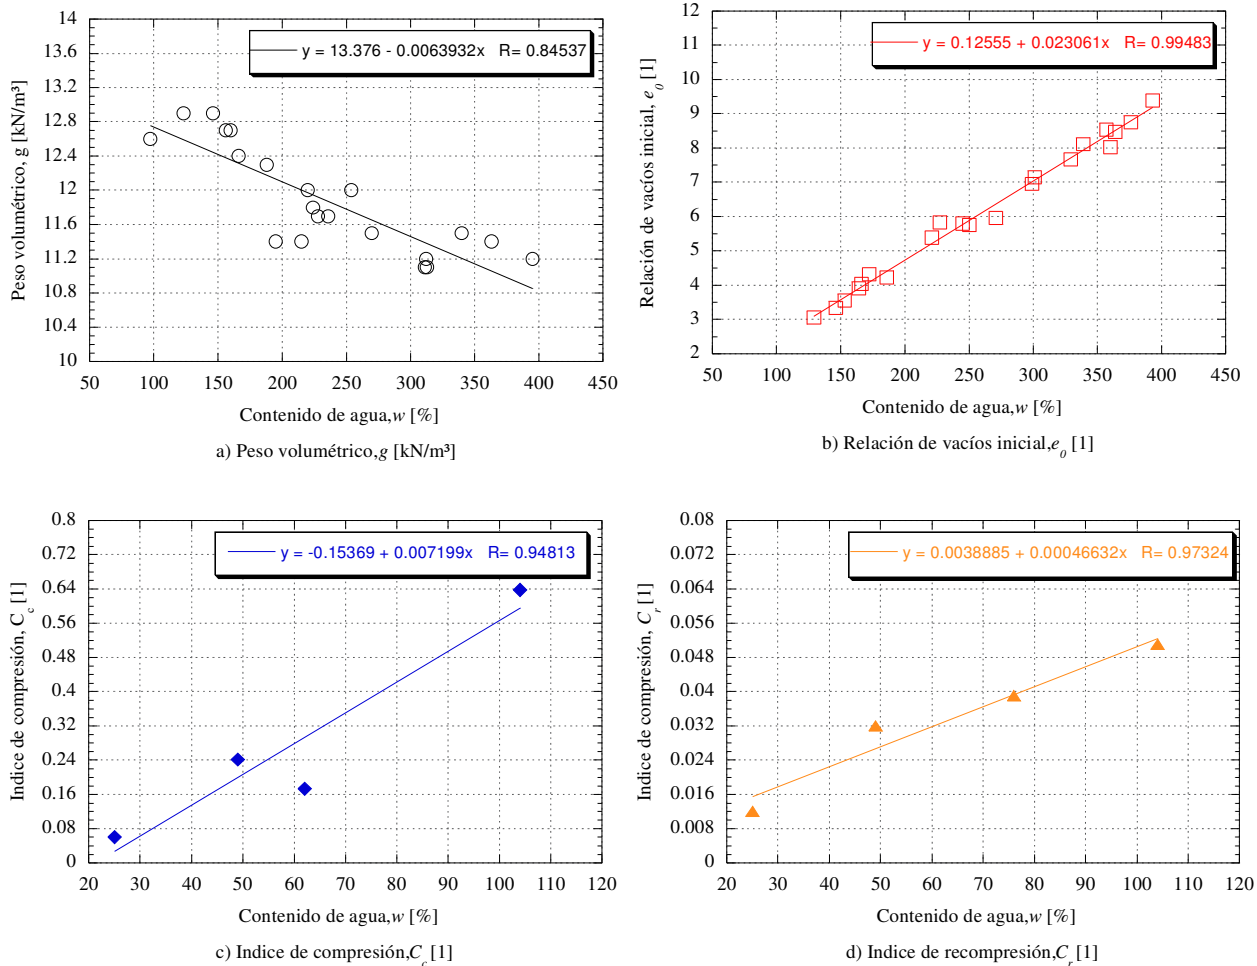 14
13.6
13.2
12.8
12.4
12
11.6
11.2
10.8
10.4
10
50 100 150 200 250 300 350 400 450
Peso volumétrico, g [kN/m³]
y = 13.376 - 0.0063932x R= 0.84537
Contenido de agua,w [%]
a) Peso volumétrico,g [kN/m³]
12
11
10
9
8
7
6
5
4
3
2
50 100 150 200 250 300 350 400 450
Relación de vacíos inicial, e0 [1]
y = 0.12555 + 0.023061x R= 0.99483
Contenido de agua,w [%]
b) Relación de vacíos inicial,e0 [1]
0.8
0.72
0.64
0.56
0.48
0.4
0.32
0.24
0.16
0.08
0
20 30 40 50 60 70 80 90 100 110 120
Indice de compresión, Cc [1]
y = -0.15369 + 0.007199x R= 0.94813
Contenido de agua,w [%]
c) Indice de compresión,Cc [1]
0.08
0.072
0.064
0.056
0.048
0.04
0.032
0.024
0.016
0.008
0
20 30 40 50 60 70 80 90 100 110 120
Indice de compresión, Cr [1]
y = 0.0038885 + 0.00046632x R= 0.97324
Contenido de agua,w [%]
d) Indice de recompresión,Cr [1]